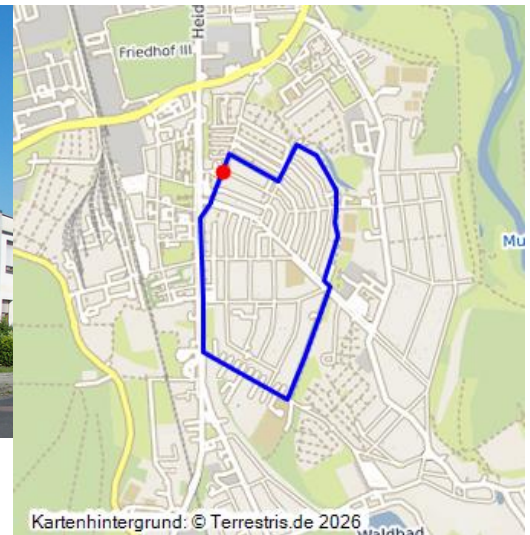 Friedhof III
Heid
Mu
Waldbad
Kartenhintergrund: © Terrestris.de 2026